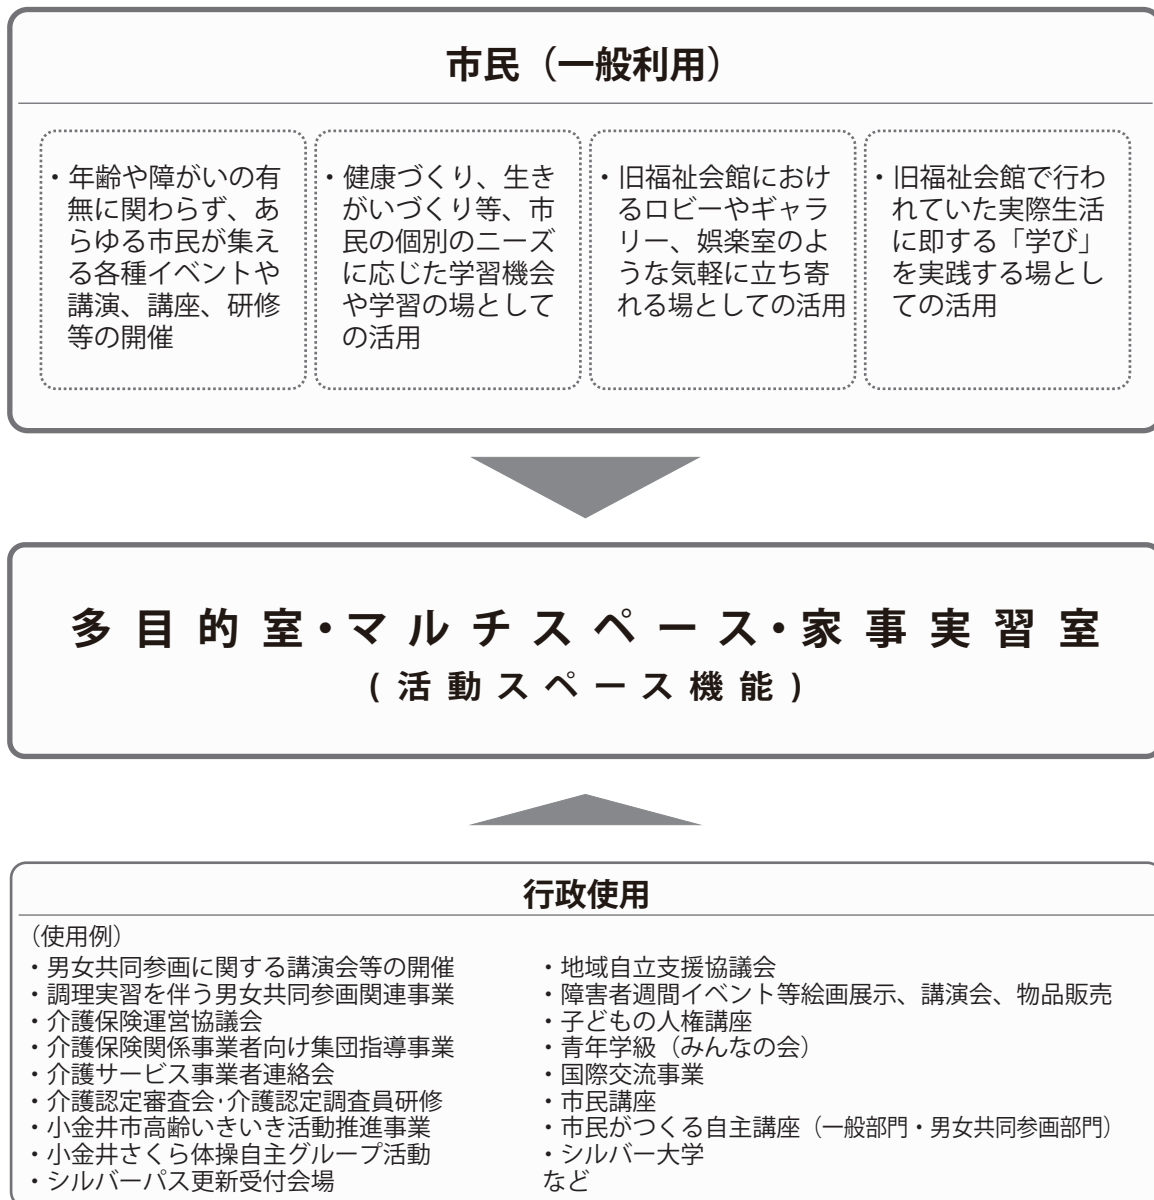 市民（一般利用）
・年齢や障がいの有
無に関わらず、あ
らゆる市民が集え
る各種イベントや
講演、講座、研修
等の開催
・健康づくり、生き
がいづくり等、市
民の個別のニーズ
に応じた学習機会
や学習の場として
の活用
・旧福祉会館におけ
るロビーやギャラ
リー、娯楽室のよ
うな気軽に立ち寄
れる場としての活用
・旧福祉会館で行わ
れていた実際生活
に即する「学び」
を実践する場とし
ての活用
多目的室・マルチスペース・家事実習室
(活動スペース機能)
行政使用
（使用例）
・男女共同参画に関する講演会等の開催
・調理実習を伴う男女共同参画関連事業
・介護保険運営協議会
・介護保険関係事業者向け集団指導事業
・介護サービス事業者連絡会
・介護認定審査会・介護認定調査員研修
・小金井市高齢いきいき活動推進事業
・小金井さくら体操自主グループ活動
・シルバーパス更新受付会場
・地域自立支援協議会
・障害者週間イベント等絵画展示、講演会、物品販売
・子どもの人権講座
・青年学級（みんなの会）
・国際交流事業
・市民講座
・市民がつくる自主講座（一般部門・男女共同参画部門）
・シルバー大学
など